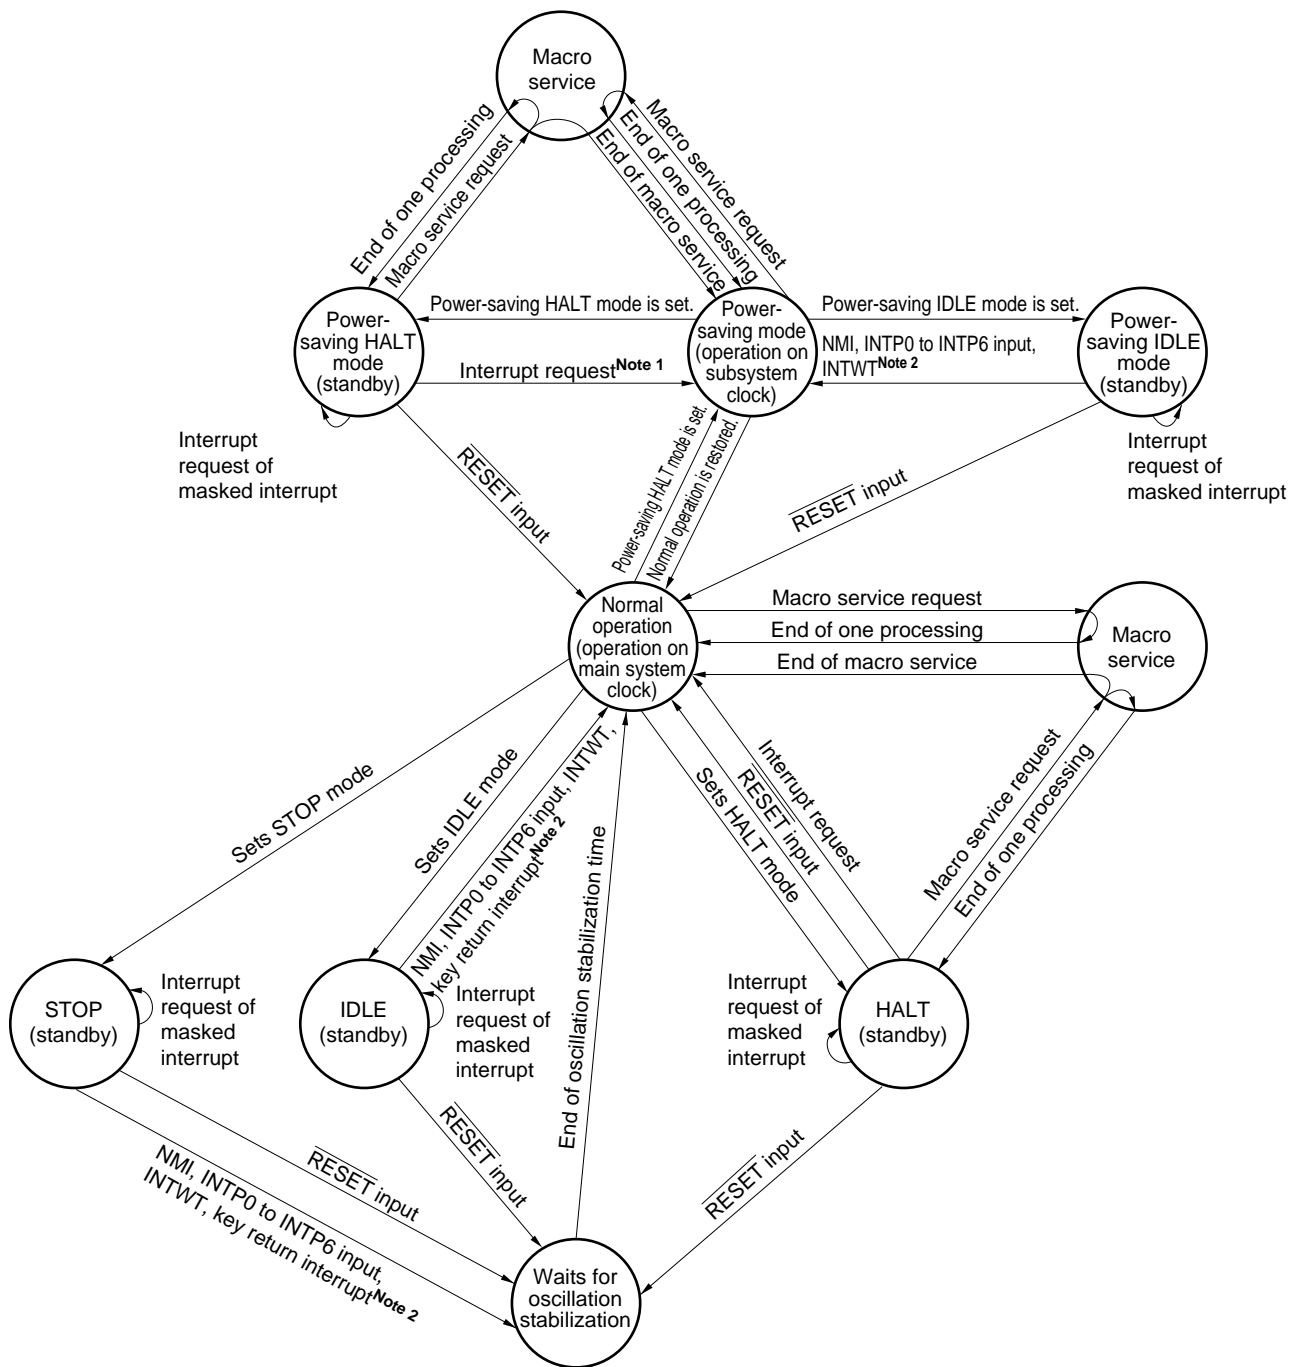 Macro
service
End of one processing
Macro service request
End of macro service
End of one processing
Macro service request
Power-
saving HALT
mode
(standby)
Power-saving HALT mode is set.
Interrupt request Note 1
Power-
saving mode
(operation on
subsystem
clock)
Power-saving IDLE mode is set.
NMI, INTP0 to INTP6 input,
INTWT Note 2
Power-
saving IDLE
mode
(standby)
Interrupt
request of
masked interrupt
RESET input
Power-saving HALT mode is set.
Normal operation is restored.
RESET input
Interrupt
request of
masked interrupt
Normal
operation
(operation on
main system
clock)
Macro service request
End of one processing
End of macro service
Macro
service
Sets STOP mode
Sets IDLE mode
NMI, INTP0 to INTP6 input, INTWT,
key return interrupt Note 2
End of oscillation stabilization time
Sets HALT mode
RESET input
Interrupt request
Macro service request
End of one processing
STOP
(standby)
Interrupt
request of
masked
interrupt
IDLE
(standby)
Interrupt
request of
masked
interrupt
Interrupt
request of
masked
interrupt
HALT
(standby)
RESET input
NMI, INTP0 to INTP6 input,
INTWT, key return interrupt Note 2
RESET input
RESET input
Waits for
oscillation
stabilization